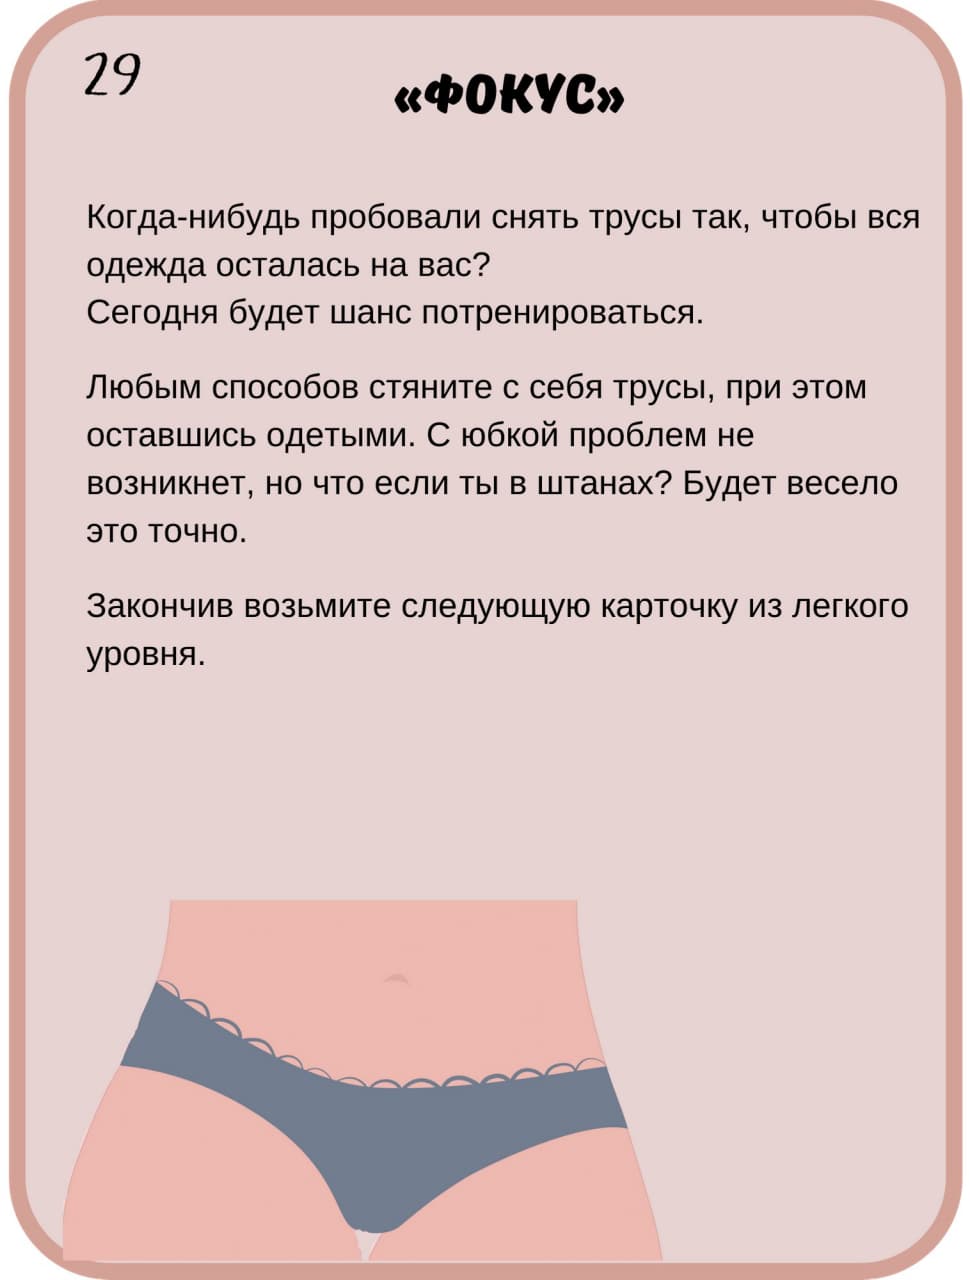 29
«ФОКУС»
Когда-нибудь пробовали снять трусы так, чтобы вся
одежда осталась на вас?
Сегодня будет шанс потренироваться.
Любым способов стяните с себя трусы, при этом
оставшись одетыми. С юбкой проблем не
возникнет, но что если ты в штанах? Будет весело
это точно.
Закончив возьмите следующую карточку из легкого
уровня.